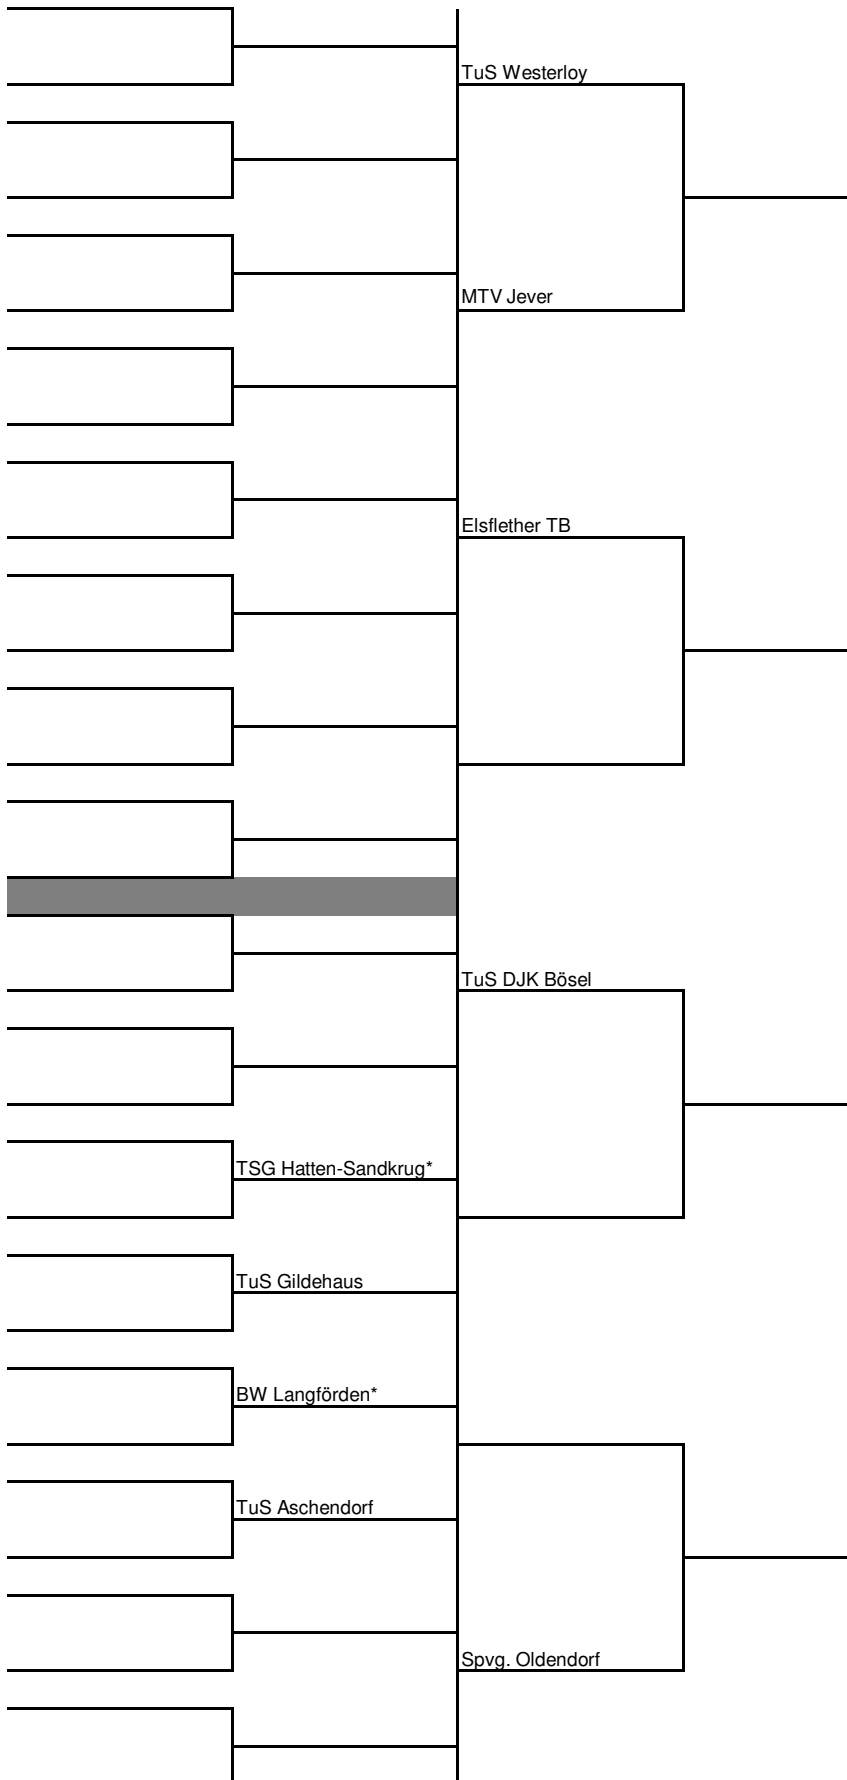 TuS Westerloy
MTV Jever
Elsflether TB
TuS DJK Bösel
TSG Hatten-Sandkrug*
TuS Gildehaus
BW Langförden*
TuS Aschendorf
Spvg. Oldendorf